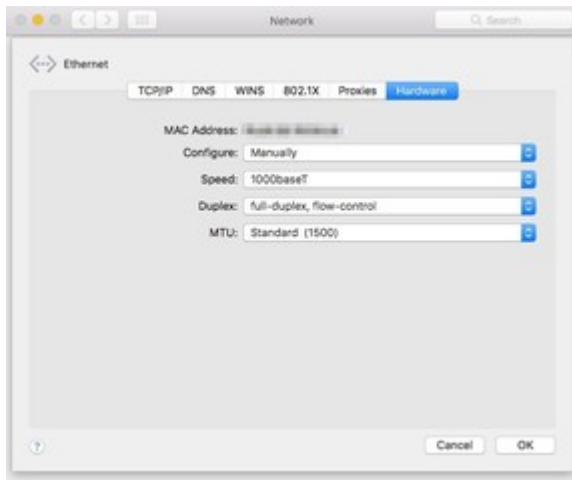 Network
Search
Ethernet
TCP/IP DNS WINS 802.1X Proxies Hardware
MAC Address:
Configure: Manually
Speed: 1000baseT
Duplex: full-duplex, flow-control
MTU: Standard (1500)
? Cancel OK